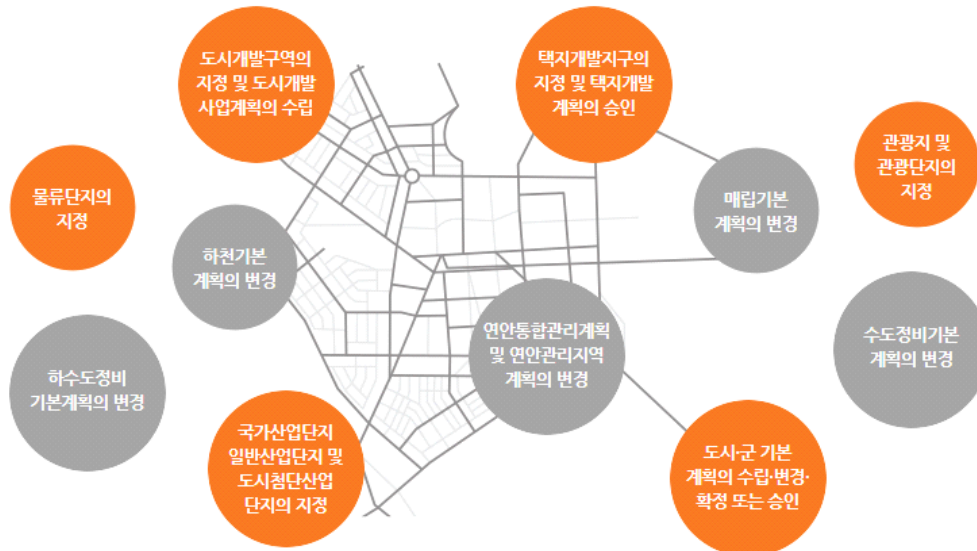 도시개발구역의
지정 및 도시개발
사업계획의 수립
택지개발지구의
지정 및 택지개발
계획의 승인
관광지 및
관광단지의
지정
물류단지의
지정
매립기본
계획의 변경
하천기본
계획의 변경
연안통합관리계획
및 연안관리지역
계획의 변경
수도정비기본
계획의 변경
하수도정비
기본계획의 변경
국가산업단지
일반산업단지 및
도시첨단산업
단지의 지정
도시·군 기본
계획의 수립·변경·
확정 또는 승인